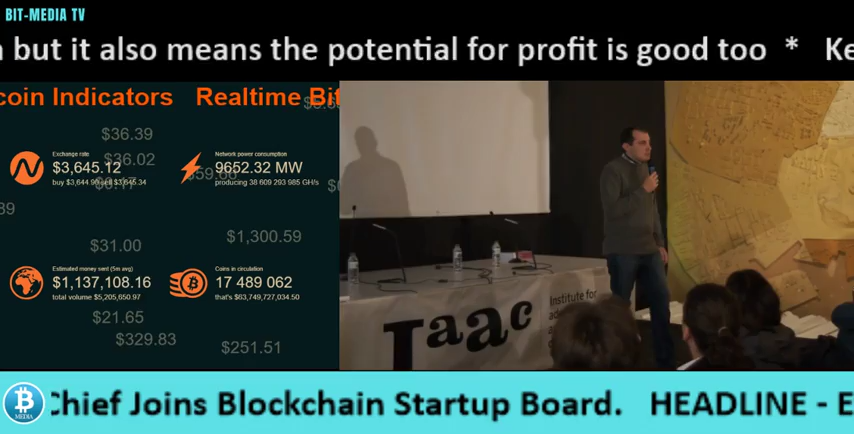 BIT-MEDIA TV
but it also means the potential for profit is good too * Ke
coin Indicators Realtime Bit
$36.39
Exchange rate
$36.02
$3,645.12
Network power consumption
9652.32 MW
producing 38 609 293 985 GH/s
89
$31.00
$1,300.59
Estimated money sent (5m avg)
$1,137,108.16
total volume $5,205,650.97
Coins in circulation
17 489 062
that's $63,749,727,034.50
$21.65
$329.83
$251.51
Iaac
Institute for
BIT MEDIA
Chief Joins Blockchain Startup Board. HEADLINE - E